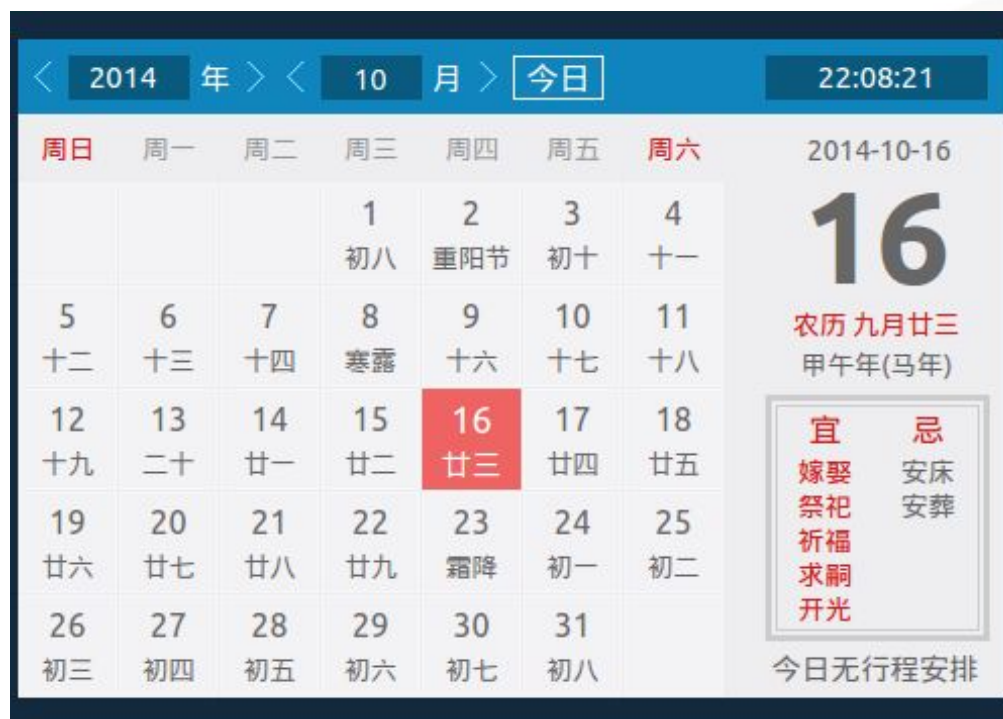 < 2014 年 > < 10 月 > 今日 22:08:21
周日 周一 周二 周三 周四 周五 周六
1 2 3 4
初八 重阳节 初十 十一
5 6 7 8 9 10 11
十二 十三 十四 寒露 十六 十七 十八
12 13 14 15 16 17 18
十九 二十 廿一 廿二 廿三 廿四 廿五
19 20 21 22 23 24 25
廿六 廿七 廿八 廿九 霜降 初一 初二
26 27 28 29 30 31
初三 初四 初五 初六 初七 初八
2014-10-16
16
农历 九月廿三
甲午年(马年)
宜 忌
嫁娶 安床
祭祀 安葬
祈福
求嗣
开光
今日无行程安排